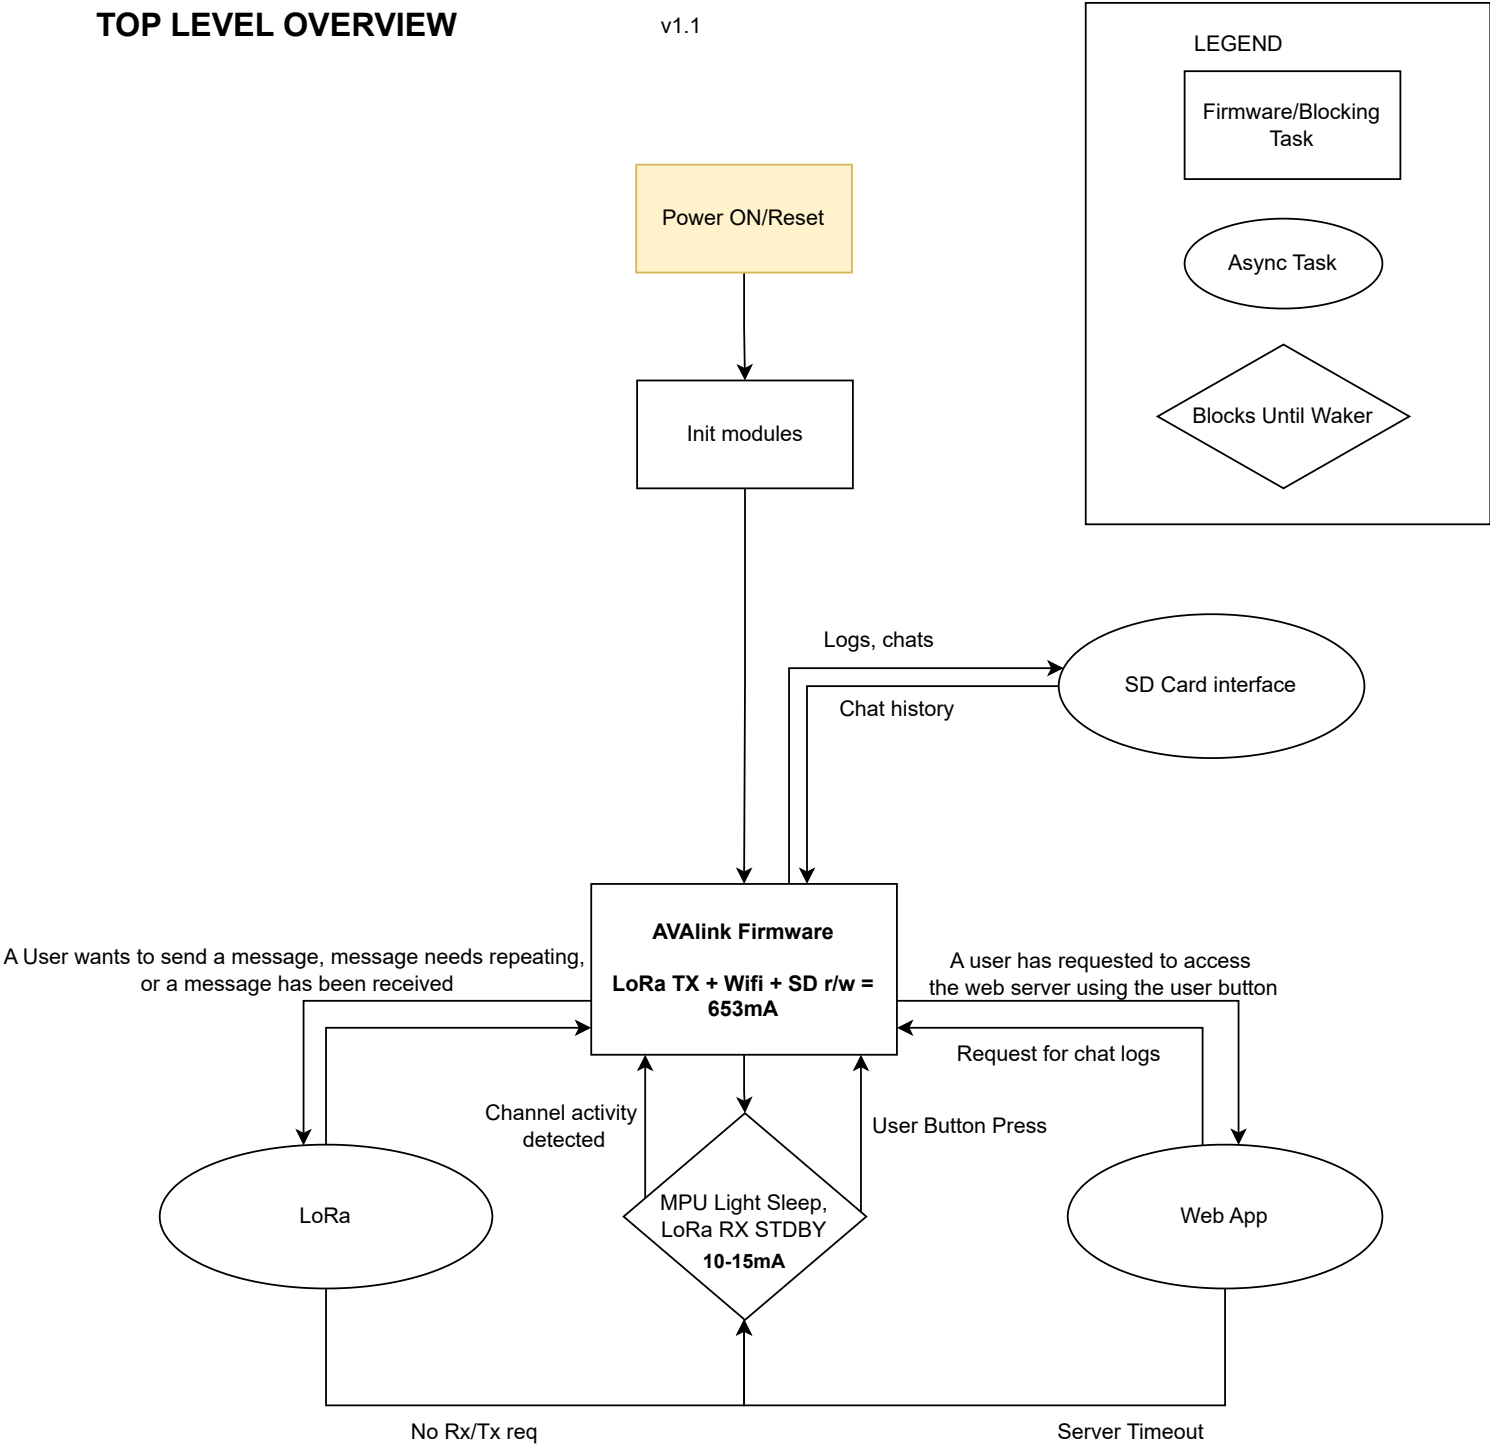 TOP LEVEL OVERVIEW
v1.1
LEGEND
Firmware/Blocking
Task
Async Task
Blocks Until Waker
Power ON/Reset
Init modules
Logs, chats
Chat history
SD Card interface
AVAlink Firmware
LoRa TX + Wifi + SD r/w =
653mA
A User wants to send a message, message needs repeating,
or a message has been received
A user has requested to access
the web server using the user button
Request for chat logs
Channel activity
detected
User Button Press
LoRa
MPU Light Sleep,
LoRa RX STDBY
10-15mA
Web App
No Rx/Tx req
Server Timeout